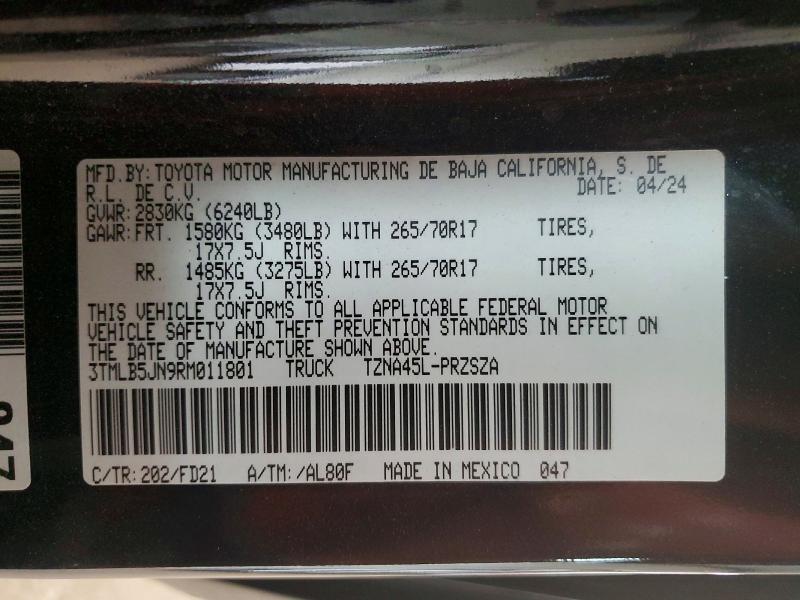 MFD.BY: TOYOTA MOTOR MANUFACTURING DE BAJA CALIFORNIA, S. DE
R.L. DE C.V. DATE: 04/24
GVWR: 2830KG (6240LB)
GAWR: FRT. 1580KG (3480LB) WITH 265/70R17 TIRES,
17X7.5J RIMS.
RR. 1485KG (3275LB) WITH 265/70R17 TIRES,
17X7.5J RIMS.
THIS VEHICLE CONFORMS TO ALL APPLICABLE FEDERAL MOTOR
VEHICLE SAFETY AND THEFT PREVENTION STANDARDS IN EFFECT ON
THE DATE OF MANUFACTURE SHOWN ABOVE.
3TMLB5JN9RM011801 TRUCK TZNA45L-PRZSZA
C/TR: 202/FD21 A/TM: /AL80F MADE IN MEXICO 047
047